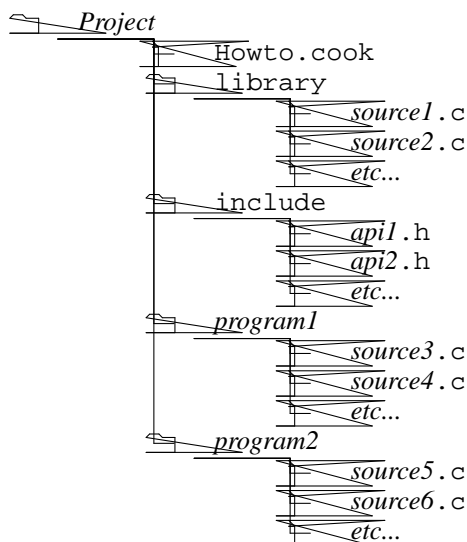 Project
Howto.cook
library
source1.c
source2.c
etc...
include
api1.h
api2.h
etc...
program1
source3.c
source4.c
etc...
program2
source5.c
source6.c
etc...